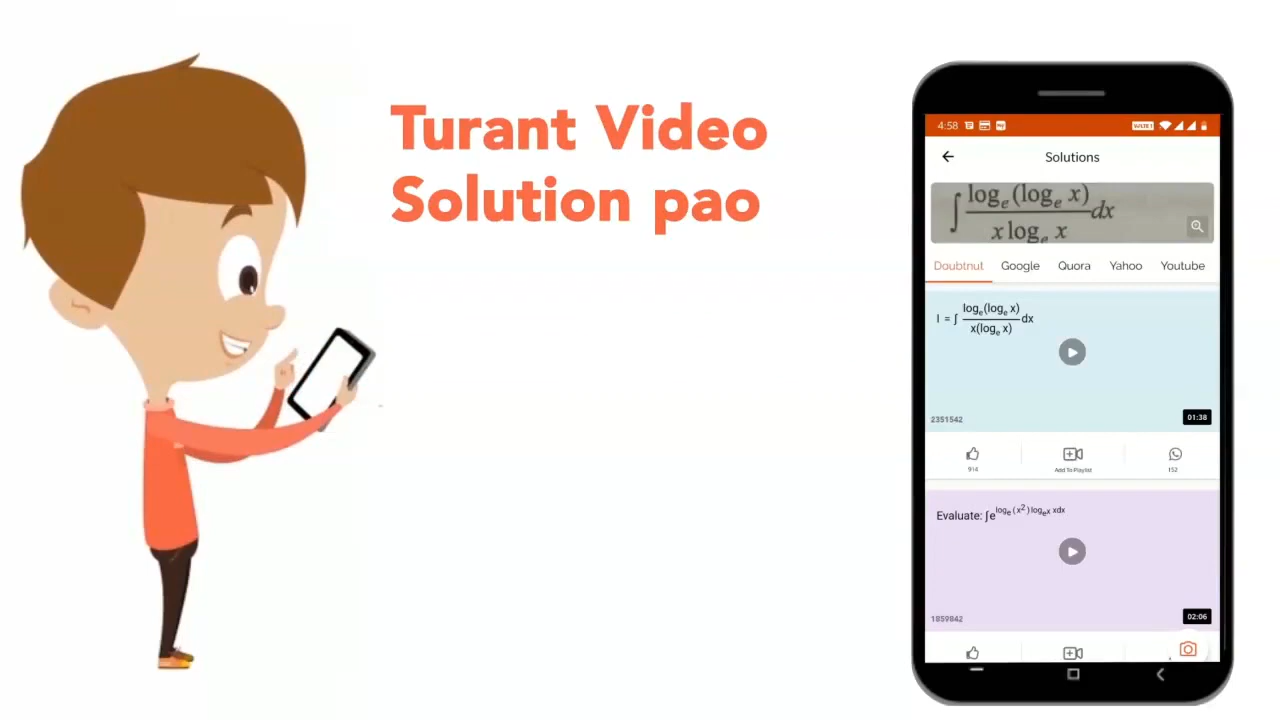 Turant Video
Solution pao
4:58
Solutions
∫ logₑ(logₑ x) / x logₑ x dx
Doubtnut Google Quora Yahoo Youtube
I = ∫ logₑ(logₑ x) / x(logₑ x) dx
2351542 01:38
914 Add To Playlist 152
Evaluate: ∫e^logₑ(x²)logₑx xdx
1859842 02:06